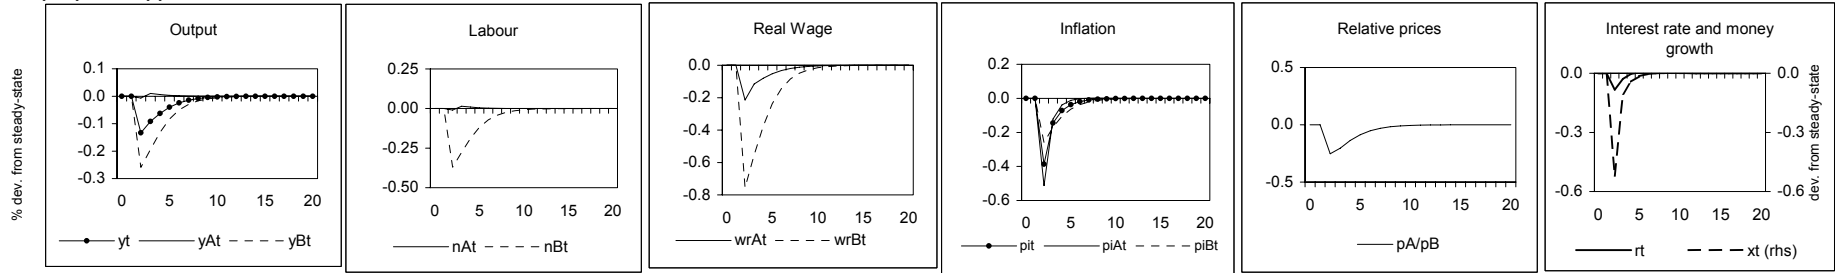 % dev. from steady-state
Output
0.1
0.0
-0.1
-0.2
-0.3
0 5 10 15 20
yt yAt yBt
Labour
0.25
0.00
-0.25
-0.50
0 5 10 15 20
nAt nBt
Real Wage
0.0
-0.2
-0.4
-0.6
-0.8
0 5 10 15 20
wrAt wrBt
Inflation
0.2
0.0
-0.2
-0.4
-0.6
0 5 10 15 20
pit piAt piBt
Relative prices
0.5
0.0
-0.5
0 5 10 15 20
pA/pB
Interest rate and money
growth
0.0
-0.3
-0.6
0 5 10 15 20
0.0
-0.3
-0.6
dev. from steady-state
rt xt (rhs)